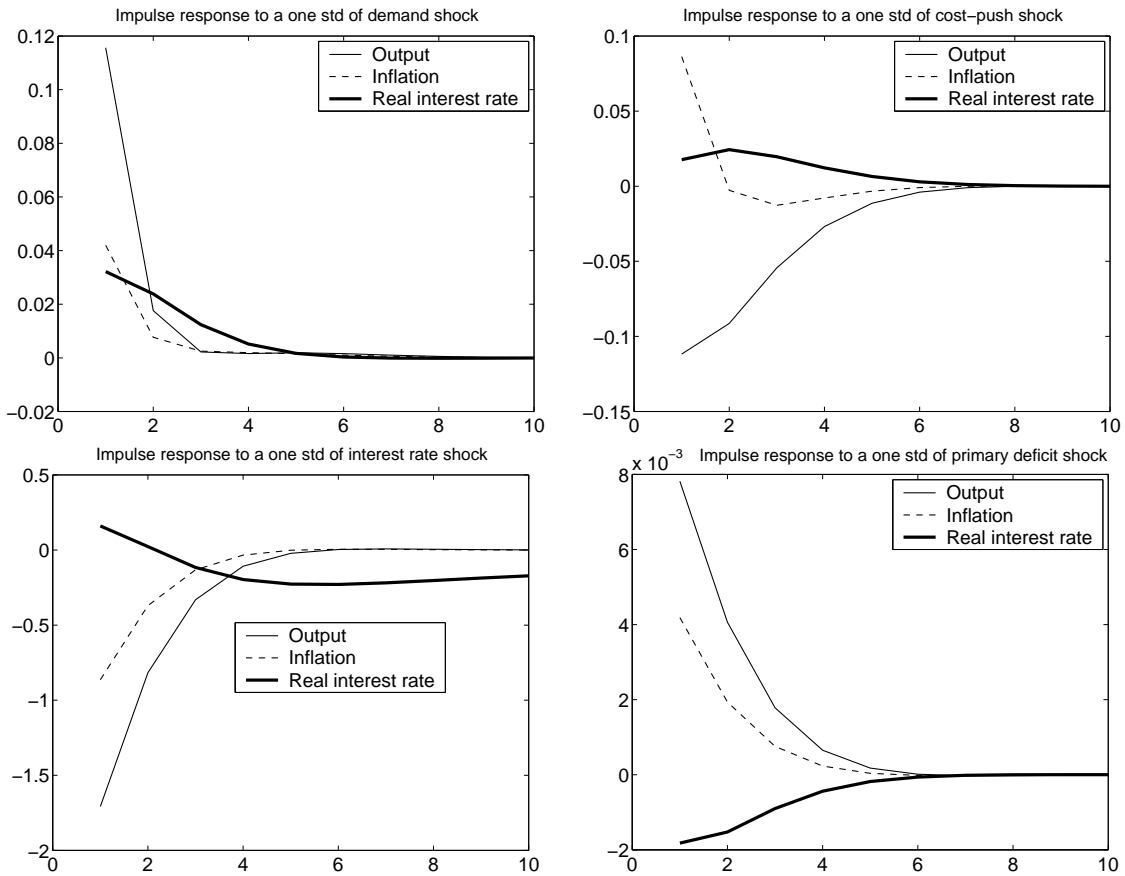 Impulse response to a one std of demand shock
0.12
0.1
0.08
0.06
0.04
0.02
0
−0.02
0 2 4 6 8 10
Output
Inflation
Real interest rate
Impulse response to a one std of cost−push shock
0.1
0.05
0
−0.05
−0.1
−0.15
0 2 4 6 8 10
Output
Inflation
Real interest rate
Impulse response to a one std of interest rate shock
0.5
0
−0.5
−1
−1.5
−2
0 2 4 6 8 10
Output
Inflation
Real interest rate
x 10−3
Impulse response to a one std of primary deficit shock
8
6
4
2
0
−2
0 2 4 6 8 10
Output
Inflation
Real interest rate